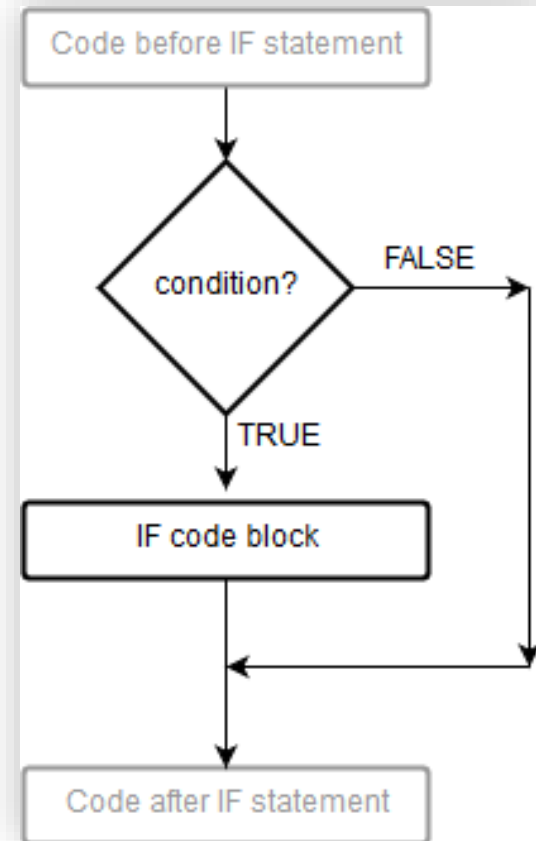 Code before IF statement
condition?
FALSE
TRUE
IF code block
Code after IF statement